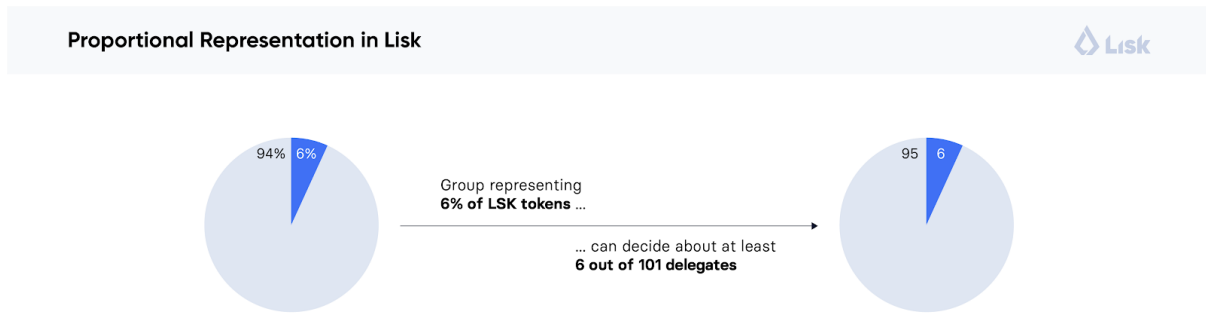 Proportional Representation in Lisk
Lisk
94% 6%
Group representing
6% of LSK tokens ...
... can decide about at least
6 out of 101 delegates
95 6